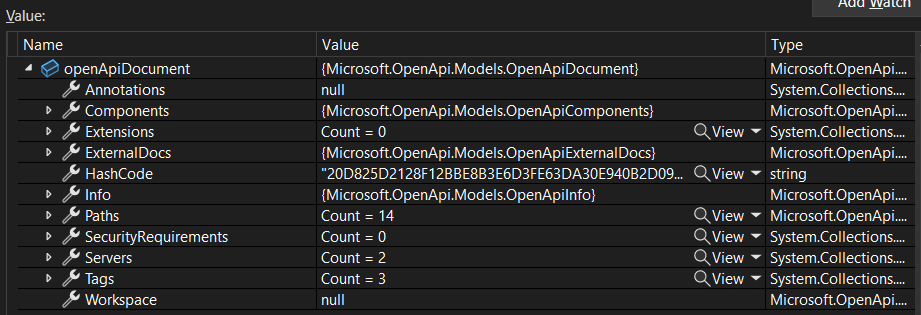 Add Watch
Value:
Name Value Type
openApiDocument {Microsoft.OpenApi.Models.OpenApiDocument} Microsoft.OpenApi....
Annotations null System.Collections....
Components {Microsoft.OpenApi.Models.OpenApiComponents} Microsoft.OpenApi....
Extensions Count = 0 View System.Collections....
ExternalDocs {Microsoft.OpenApi.Models.OpenApiExternalDocs} Microsoft.OpenApi....
HashCode "20D825D2128F12BBE8B3E6D3FE63DA30E940B2D09... View string
Info {Microsoft.OpenApi.Models.OpenApiInfo} Microsoft.OpenApi....
Paths Count = 14 View Microsoft.OpenApi....
SecurityRequirements Count = 0 View System.Collections....
Servers Count = 2 View System.Collections....
Tags Count = 3 View System.Collections....
Workspace null Microsoft.OpenApi....